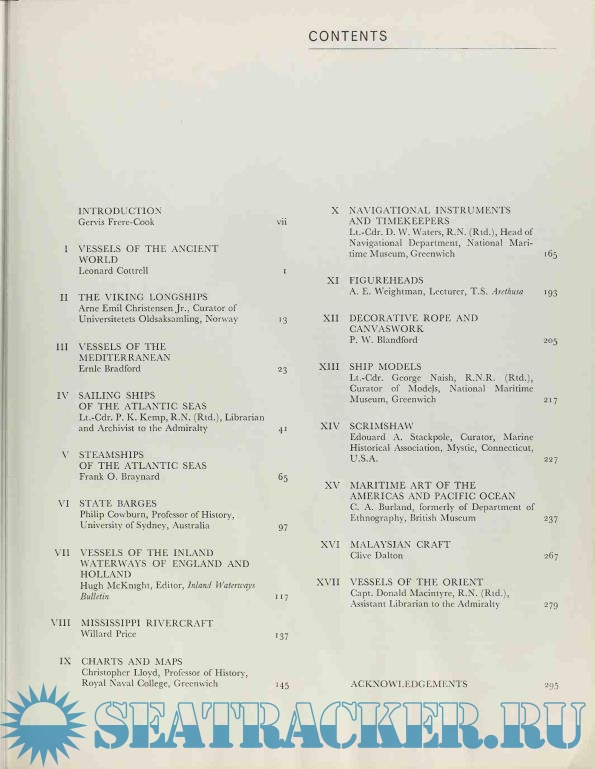 CONTENTS
INTRODUCTION
Gervis Frere-Cook vii
I VESSELS OF THE ANCIENT
WORLD
Leonard Cottrell 1
II THE VIKING LONGSHIPS
Arne Emil Christensen Jr., Curator of
Universitetets Oldsaksamling, Norway 13
III VESSELS OF THE
MEDITERRANEAN
Ernle Bradford 23
IV SAILING SHIPS
OF THE ATLANTIC SEAS
Lt.-Cdr. P. K. Kemp, R.N. (Rtd.), Librarian
and Archivist to the Admiralty 41
V STEAMSHIPS
OF THE ATLANTIC SEAS
Frank O. Braynard 65
VI STATE BARGES
Philip Cowburn, Professor of History,
University of Sydney, Australia 97
VII VESSELS OF THE INLAND
WATERWAYS OF ENGLAND AND
HOLLAND
Hugh McKnight, Editor, Inland Waterways
Bulletin 117
VIII MISSISSIPPI RIVERCRAFT
Willard Price 137
IX CHARTS AND MAPS
Christopher Lloyd, Professor of History,
Royal Naval College, Greenwich 145
X NAVIGATIONAL INSTRUMENTS
AND TIMEKEEPERS
Lt.-Cdr. D. W. Waters, R.N. (Rtd.), Head of
Navigational Department, National Mari-
time Museum, Greenwich 165
XI FIGUREHEADS
A. E. Weightman, Lecturer, T.S. Arethusa 193
XII DECORATIVE ROPE AND
CANVASWORK
P. W. Blandford 205
XIII SHIP MODELS
Lt.-Cdr. George Naish, R.N.R. (Rtd.),
Curator of Models, National Maritime
Museum, Greenwich 217
XIV SCRIMSHAW
Edouard A. Stackpole, Curator, Marine
Historical Association, Mystic, Connecticut,
U.S.A. 227
XV MARITIME ART OF THE
AMERICAS AND PACIFIC OCEAN
C. A. Burland, formerly of Department of
Ethnography, British Museum 237
XVI MALAYSIAN CRAFT
Clive Dalton 267
XVII VESSELS OF THE ORIENT
Capt. Donald Macintyre, R.N. (Rtd.),
Assistant Librarian to the Admiralty 279
ACKNOWLEDGEMENTS 295
SEATRACKER.RU